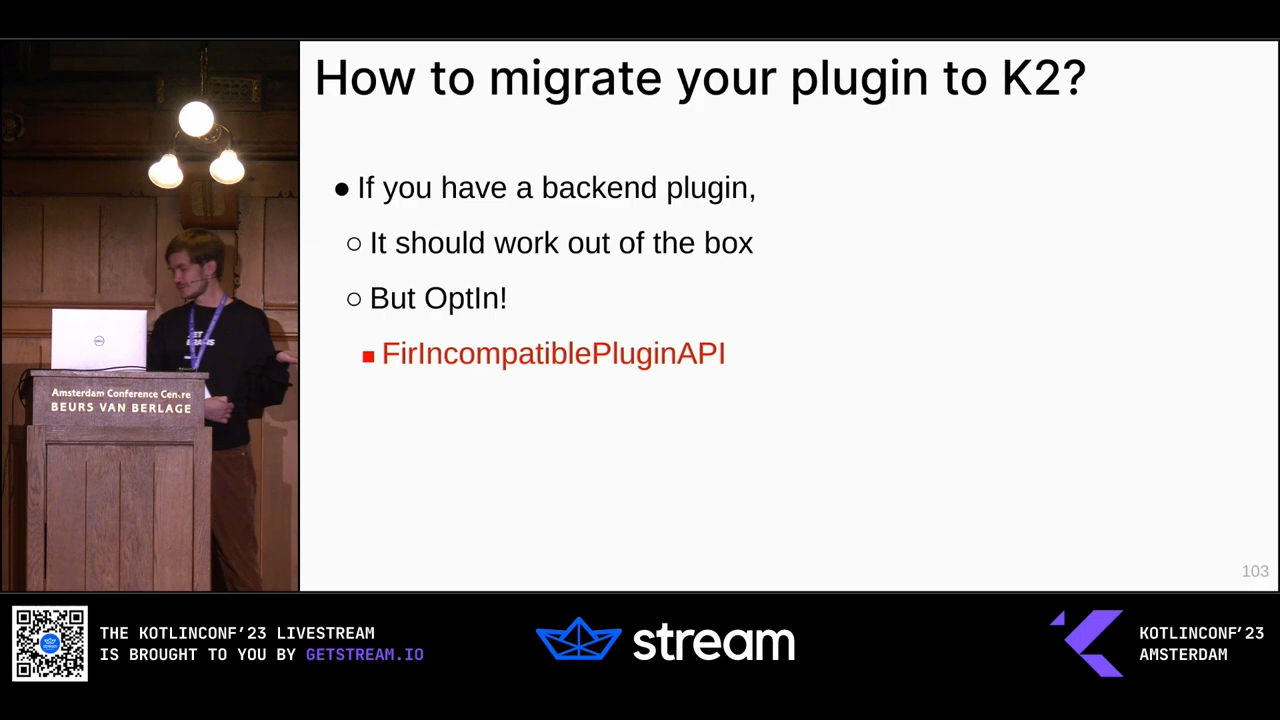 How to migrate your plugin to K2?
● If you have a backend plugin,
○ It should work out of the box
○ But OptIn!
■ FirIncompatiblePluginAPI
103
Amsterdam Conference Centre
BEURS VAN BERLAGE
THE KOTLINCONF'23 LIVESTREAM
IS BROUGHT TO YOU BY GETSTREAM.IO
stream
KOTLINCONF'23
AMSTERDAM